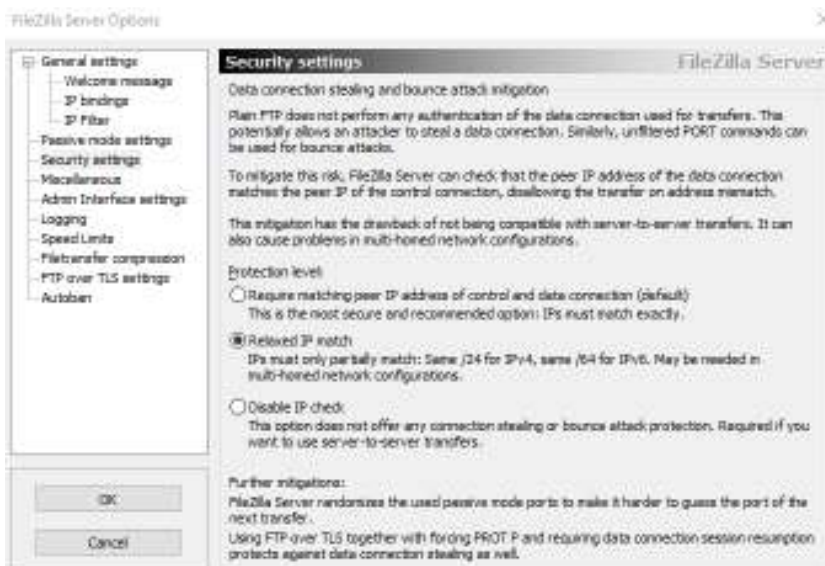 FileZilla Server Options
General settings
Welcome message
IP bindings
IP Filter
Passive mode settings
Security settings
Miscellaneous
Admin Interface settings
Logging
Speed Limits
Filetransfer compression
FTP over TLS settings
Autoban
OK
Cancel
Security settings
FileZilla Server
Data connection stealing and bounce attack mitigation
Plain FTP does not perform any authentication of the data connection used for transfers. This
potentially allows an attacker to steal a data connection. Similarly, unfiltered PORT commands can
be used for bounce attacks.
To mitigate this risk, FileZilla Server can check that the peer IP address of the data connection
matches the peer IP of the control connection, disallowing the transfer on address mismatch.
This mitigation has the drawback of not being compatible with server-to-server transfers. It can
also cause problems in multi-homed network configurations.
Protection level:
Require matching peer IP address of control and data connection (default)
This is the most secure and recommended option: IPs must match exactly.
Relaxed IP match
IPs must only partially match: Same /24 for IPv4, same /64 for IPv6. May be needed in
multi-homed network configurations.
Disable IP check
This option does not offer any connection stealing or bounce attack protection. Required if you
want to use server-to-server transfers.
Further mitigations:
FileZilla Server randomizes the used passive mode ports to make it harder to guess the port of the
next transfer.
Using FTP over TLS together with forcing PROT P and requiring data connection session resumption
protects against data connection stealing as well.